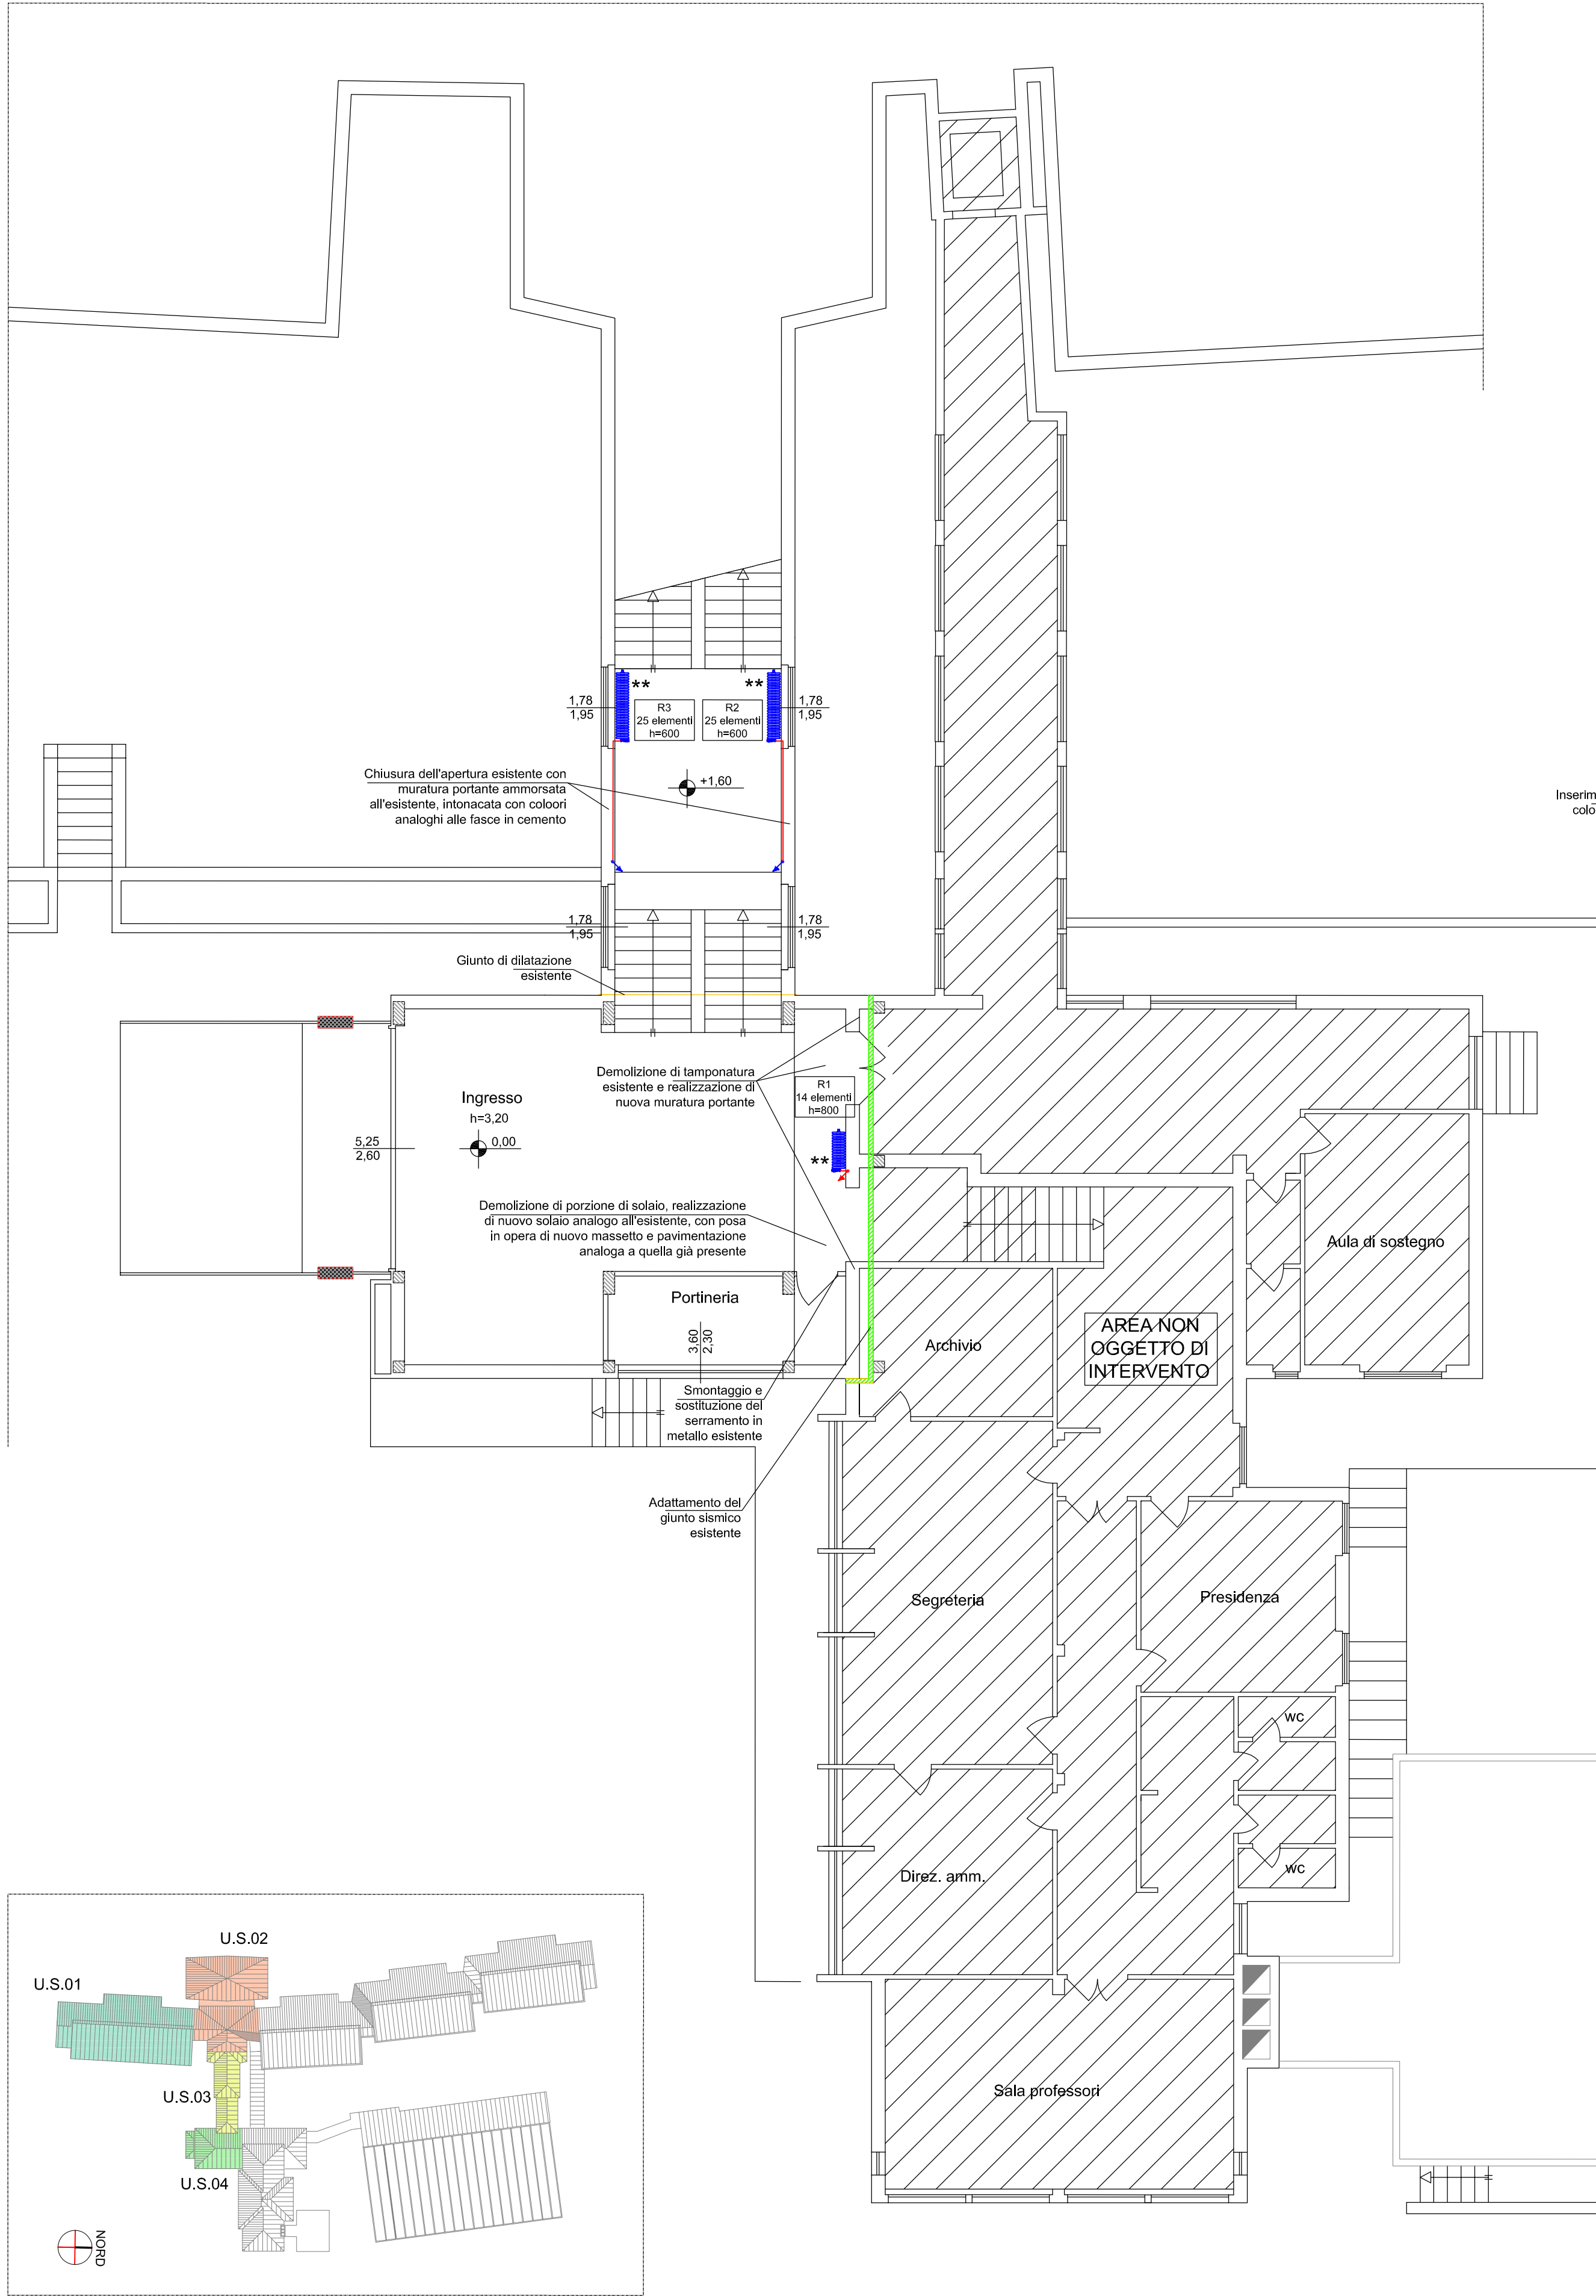 **
**
R3
25 elementi
h=600
R2
25 elementi
h=600
1,78
1,95
1,78
1,95
+1,60
Chiusura dell'apertura esistente con
muratura portante ammorsata
all'esistente, intonacata con coloori
analoghi alle fasce in cemento
Inserim
colo
1,78
1,95
1,78
1,95
Giunto di dilatazione
esistente
Demolizione di tamponatura
esistente e realizzazione di
nuova muratura portante
R1
14 elementi
h=800
**
Ingresso
h=3,20
0,00
5,25
2,60
Demolizione di porzione di solaio, realizzazione
di nuovo solaio analogo all'esistente, con posa
in opera di nuovo massetto e pavimentazione
analoga a quella già presente
Aula di sostegno
Portineria
3,60
2,30
Archivio
AREA NON
OGGETTO DI
INTERVENTO
Smontaggio e
sostituzione del
serramento in
metallo esistente
Adattamento del
giunto sismico
esistente
Segreteria
Presidenza
wc
Direz. amm.
wc
Sala professori
U.S.02
U.S.01
U.S.03
U.S.04
NORD